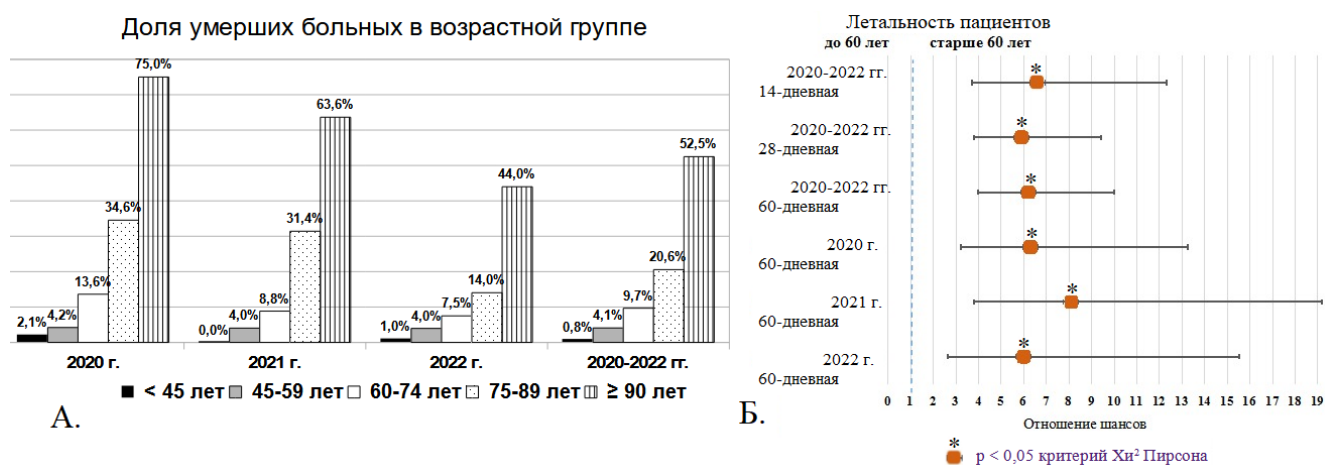 Доля умерших больных в возрастной группе
75,0%
63,6%
52,5%
44,0%
34,6%
31,4%
20,6%
13,6%
14,0%
8,8%
7,5%
9,7%
2,1%
4,2%
0,0%
4,0%
1,0%
4,0%
0,8%
4,1%
2020 г.
2021 г.
2022 г.
2020-2022 гг.
< 45 лет
45-59 лет
60-74 лет
75-89 лет
≥ 90 лет
А.
Летальность пациентов
до 60 лет
старше 60 лет
2020-2022 гг.
14-дневная
*
2020-2022 гг.
28-дневная
*
2020-2022 гг.
60-дневная
*
2020 г.
60-дневная
*
2021 г.
60-дневная
*
2022 г.
60-дневная
*
0 1 2 3 4 5 6 7 8 9 10 11 12 13 14 15 16 17 18 19
Отношение шансов
Б.
* p < 0,05 критерий Хи² Пирсона